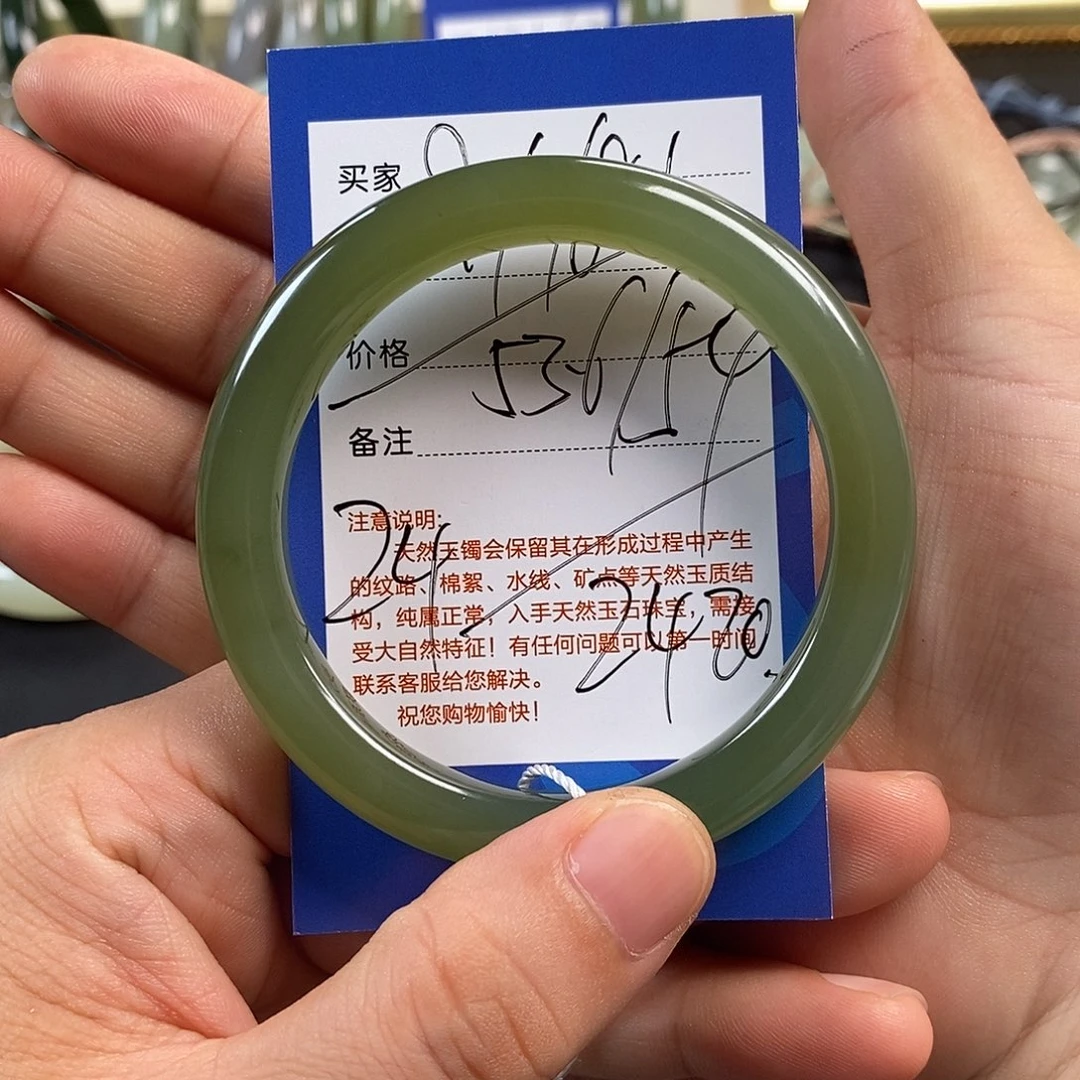 买家
价格 536/54
备注
注意说明:
24
天然玉镯会保留其在形成过程中产生
的纹路、棉絮、水线、矿点等天然玉质结
构，纯属正常，入手天然玉石珠宝，需接
2470.
受大自然特征！有任何问题可以第一时间
联系客服给您解决。
祝您购物愉快！